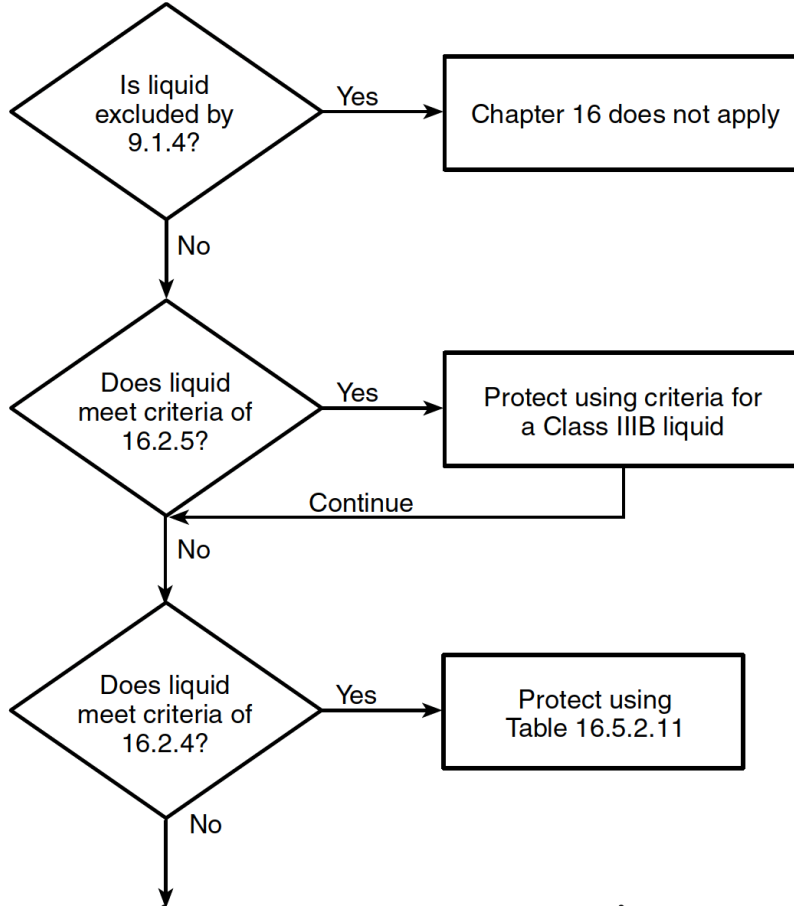 Is liquid
excluded by
9.1.4?
Yes
Chapter 16 does not apply
No
Does liquid
meet criteria of
16.2.5?
Yes
Protect using criteria for
a Class IIIB liquid
Continue
No
Does liquid
meet criteria of
16.2.4?
Yes
Protect using
Table 16.5.2.11
No